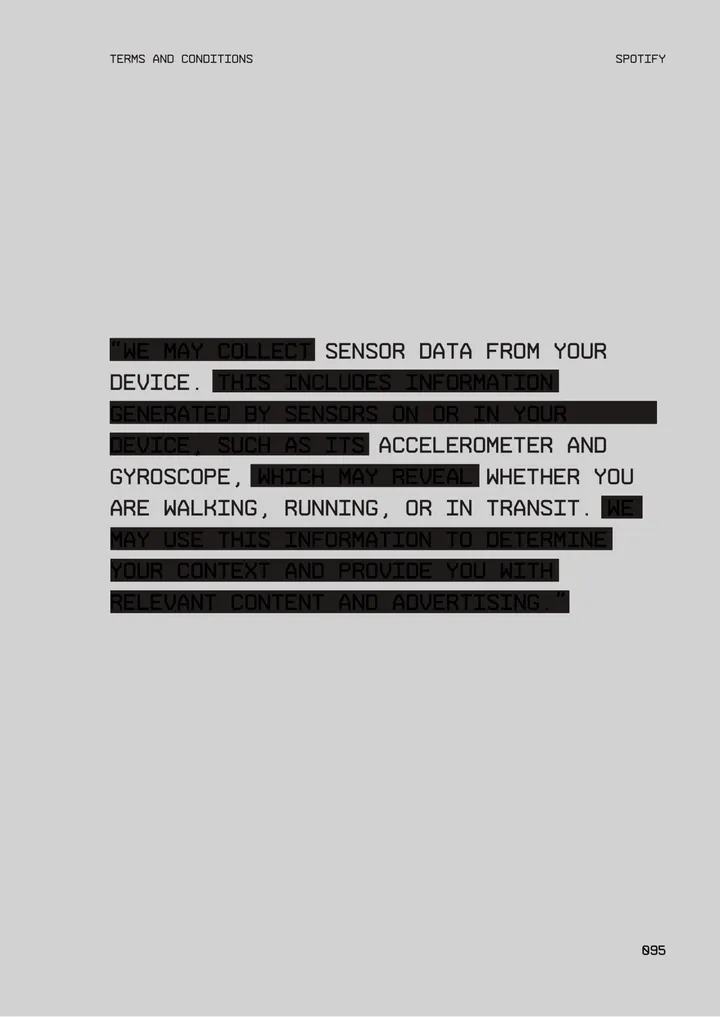 TERMS AND CONDITIONS
SPOTIFY
"WE MAY COLLECT SENSOR DATA FROM YOUR
DEVICE. THIS INCLUDES INFORMATION
GENERATED BY SENSORS ON OR IN YOUR
DEVICE, SUCH AS ITS ACCELEROMETER AND
GYROSCOPE, WHICH MAY REVEAL WHETHER YOU
ARE WALKING, RUNNING, OR IN TRANSIT. WE
MAY USE THIS INFORMATION TO DETERMINE
YOUR CONTEXT AND PROVIDE YOU WITH
RELEVANT CONTENT AND ADVERTISING."
095